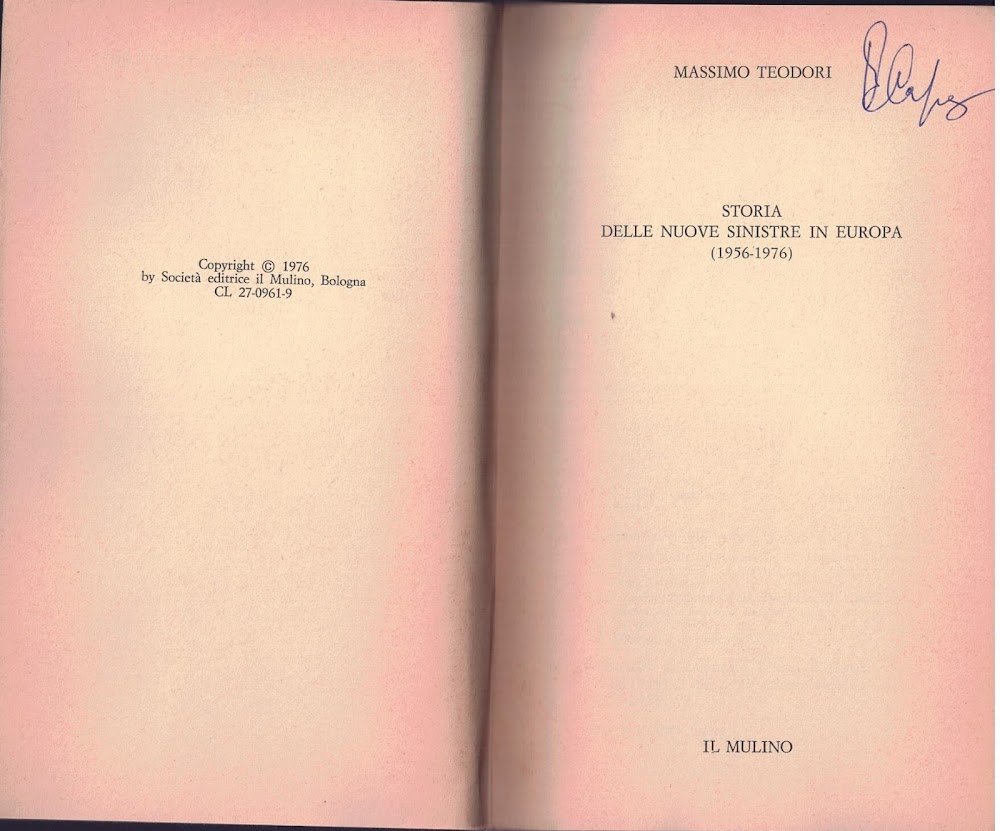 Copyright © 1976
by Società editrice il Mulino, Bologna
CL 27-0961-9
MASSIMO TEODORI
STORIA
DELLE NUOVE SINISTRE IN EUROPA
(1956-1976)
IL MULINO